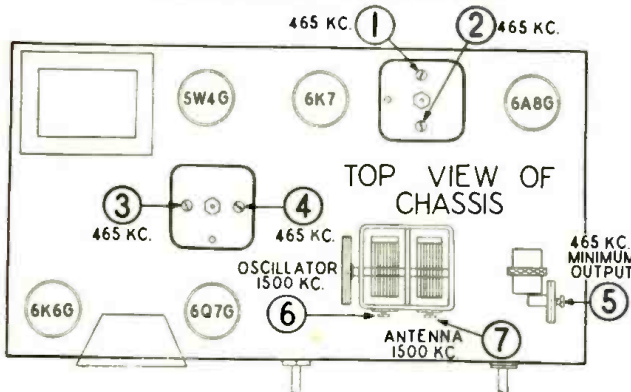 465 KC. 1 2 465 KC.
5W4G 6K7 6A8G
TOP VIEW OF
CHASSIS
3 4
465 KC. 465 KC.
OSCILLATOR
1500 KC.
465 KC.
MINIMUM
OUTPUT
5
6K6G 6Q7G
6 7
ANTENNA
1500 KC